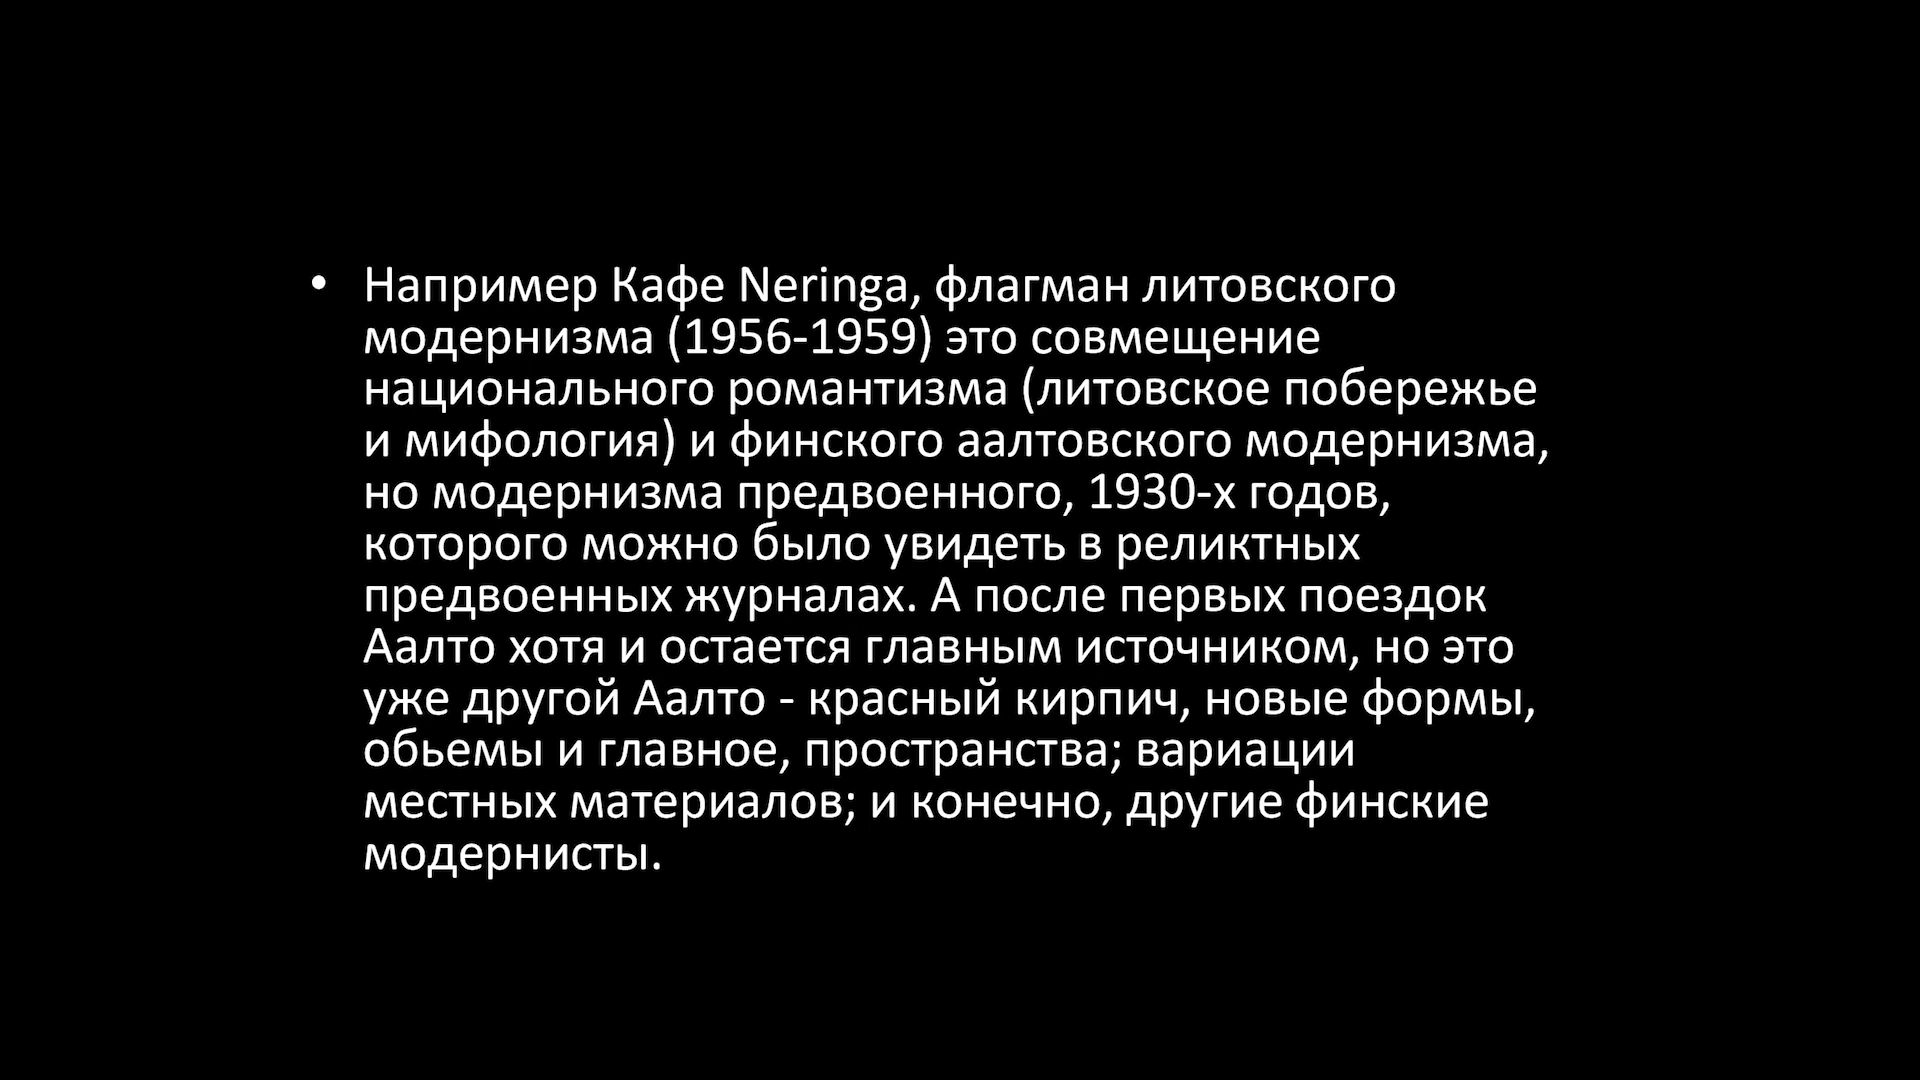 • Например Кафе Neringa, флагман литовского
модернизма (1956-1959) это совмещение
национального романтизма (литовское побережье
и мифология) и финского аалтовского модернизма,
но модернизма предвоенного, 1930-х годов,
которого можно было увидеть в реликтных
предвоенных журналах. А после первых поездок
Аалто хотя и остается главным источником, но это
уже другой Аалто - красный кирпич, новые формы,
обьемы и главное, пространства; вариации
местных материалов; и конечно, другие финские
модернисты.